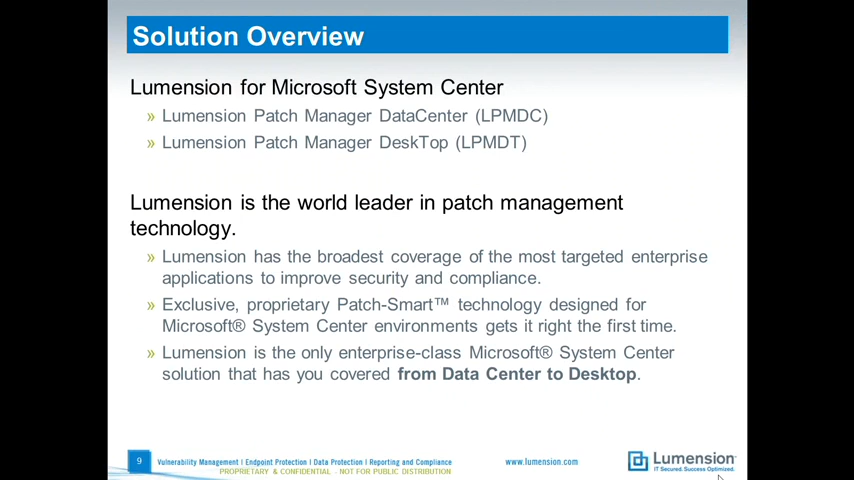 Solution Overview
Lumension for Microsoft System Center
» Lumension Patch Manager DataCenter (LPMDC)
» Lumension Patch Manager DeskTop (LPMDT)
Lumension is the world leader in patch management
technology.
» Lumension has the broadest coverage of the most targeted enterprise
applications to improve security and compliance.
» Exclusive, proprietary Patch-Smart™ technology designed for
Microsoft® System Center environments gets it right the first time.
» Lumension is the only enterprise-class Microsoft® System Center
solution that has you covered from Data Center to Desktop.
9
Vulnerability Management | Endpoint Protection | Data Protection | Reporting and Compliance
PROPRIETARY & CONFIDENTIAL - NOT FOR PUBLIC DISTRIBUTION
www.lumension.com
Lumension
IT Secured. Success Optimized.